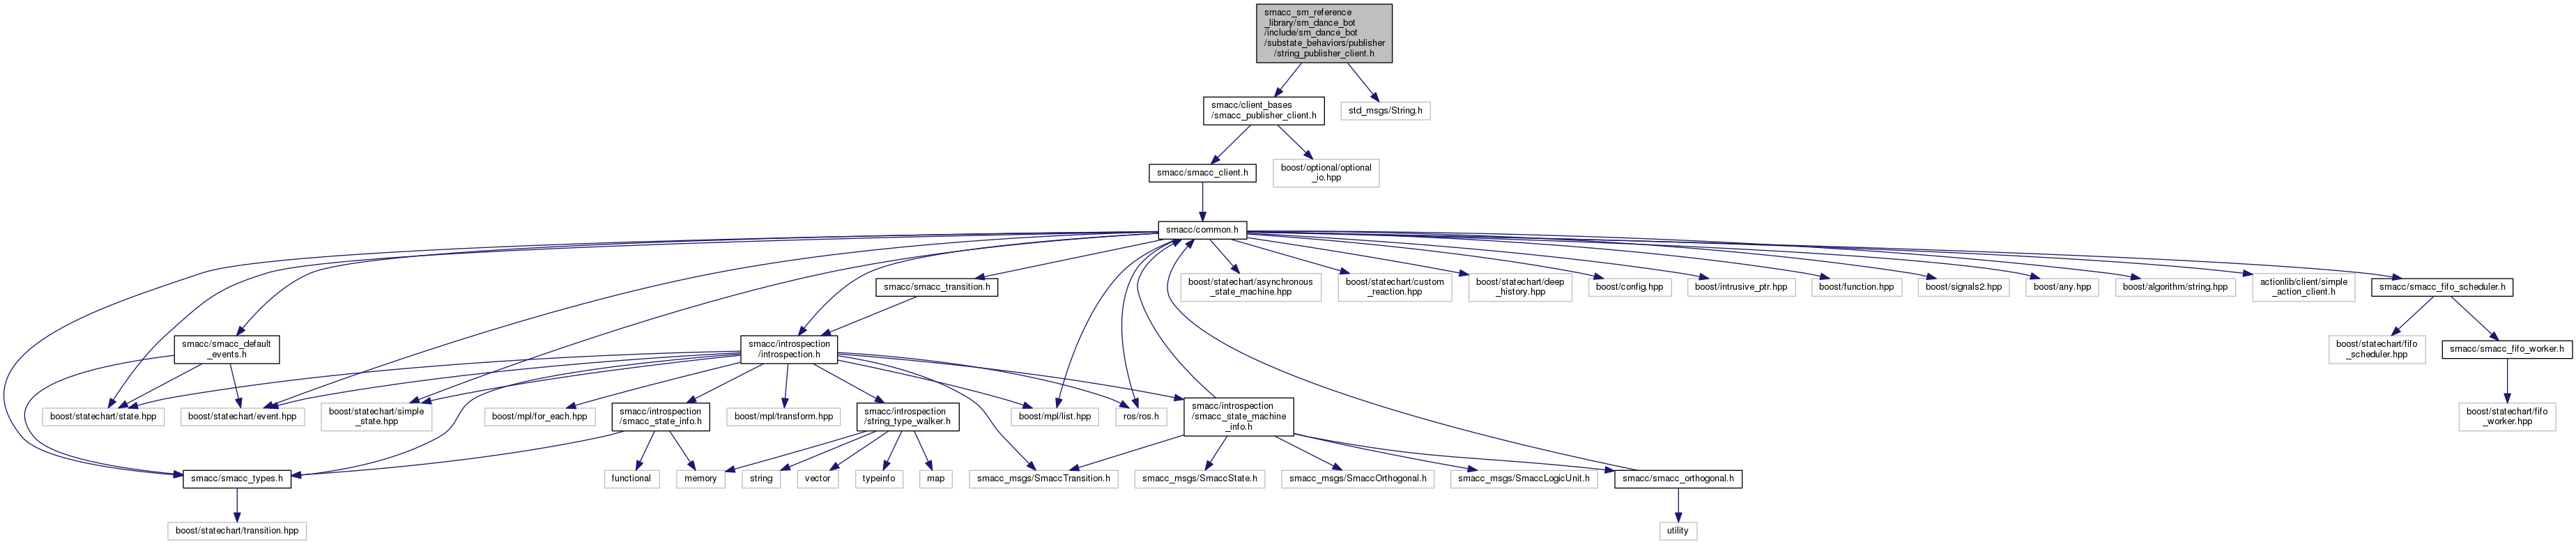 smacc_sm_reference
_library/sm_dance_bot
/include/sm_dance_bot
/substate_behaviors/publisher
/string_publisher_client.h
smacc/client_bases
/smacc_publisher_client.h
std_msgs/String.h
smacc/smacc_client.h
boost/optional/optional
_io.hpp
smacc/common.h
smacc/smacc_transition.h
boost/statechart/asynchronous
_state_machine.hpp
boost/statechart/custom
_reaction.hpp
boost/statechart/deep
_history.hpp
boost/config.hpp
boost/intrusive_ptr.hpp
boost/function.hpp
boost/signals2.hpp
boost/any.hpp
boost/algorithm/string.hpp
actionlib/client/simple
_action_client.h
smacc/smacc_fifo_scheduler.h
smacc/smacc_default
_events.h
smacc/introspection
/introspection.h
boost/statechart/fifo
_scheduler.hpp
smacc/smacc_fifo_worker.h
boost/statechart/state.hpp
boost/statechart/event.hpp
boost/statechart/simple
_state.hpp
boost/mpl/for_each.hpp
smacc/introspection
/smacc_state_info.h
boost/mpl/transform.hpp
smacc/introspection
/string_type_walker.h
boost/mpl/list.hpp
ros/ros.h
smacc/introspection
/smacc_state_machine
_info.h
boost/statechart/fifo
_worker.hpp
smacc/smacc_types.h
functional
memory
string
vector
typeinfo
map
smacc_msgs/SmaccTransition.h
smacc_msgs/SmaccState.h
smacc_msgs/SmaccOrthogonal.h
smacc_msgs/SmaccLogicUnit.h
smacc/smacc_orthogonal.h
boost/statechart/transition.hpp
utility